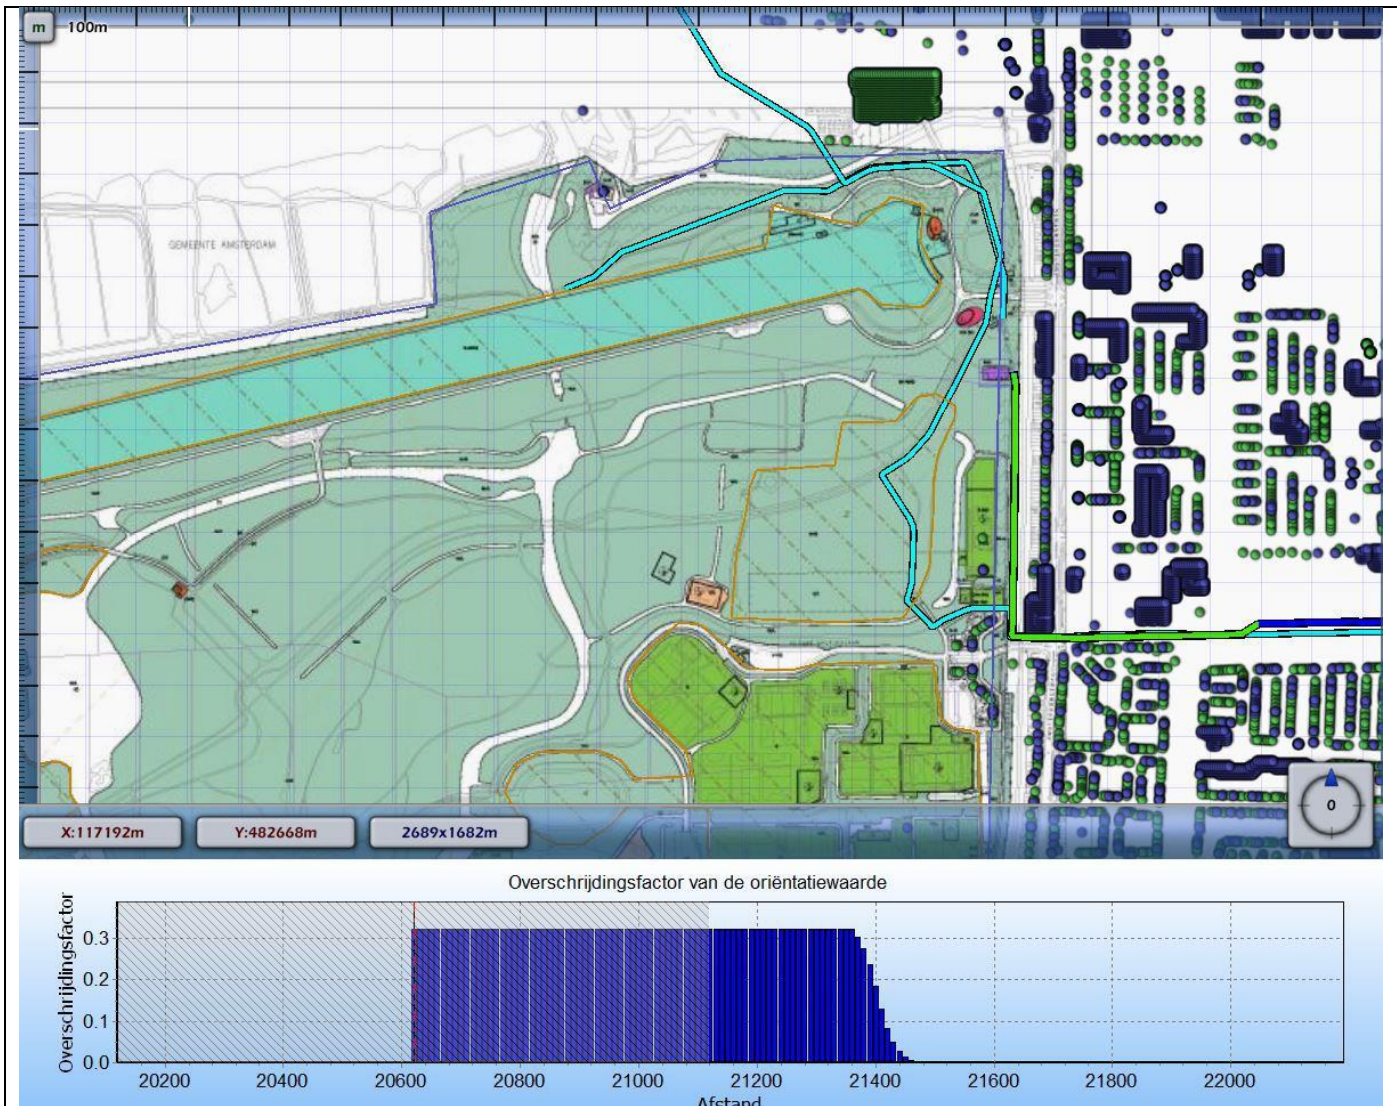 m 100m
GEMEENTE AMSTERDAM
X:117192m Y:482668m 2689x1682m
0
Overschrijdingsfactor van de oriëntatiewaarde
Overschrijdingsfactor
0.3
0.2
0.1
0.0
20200 20400 20600 20800 21000 21200 21400 21600 21800 22000
Afstand